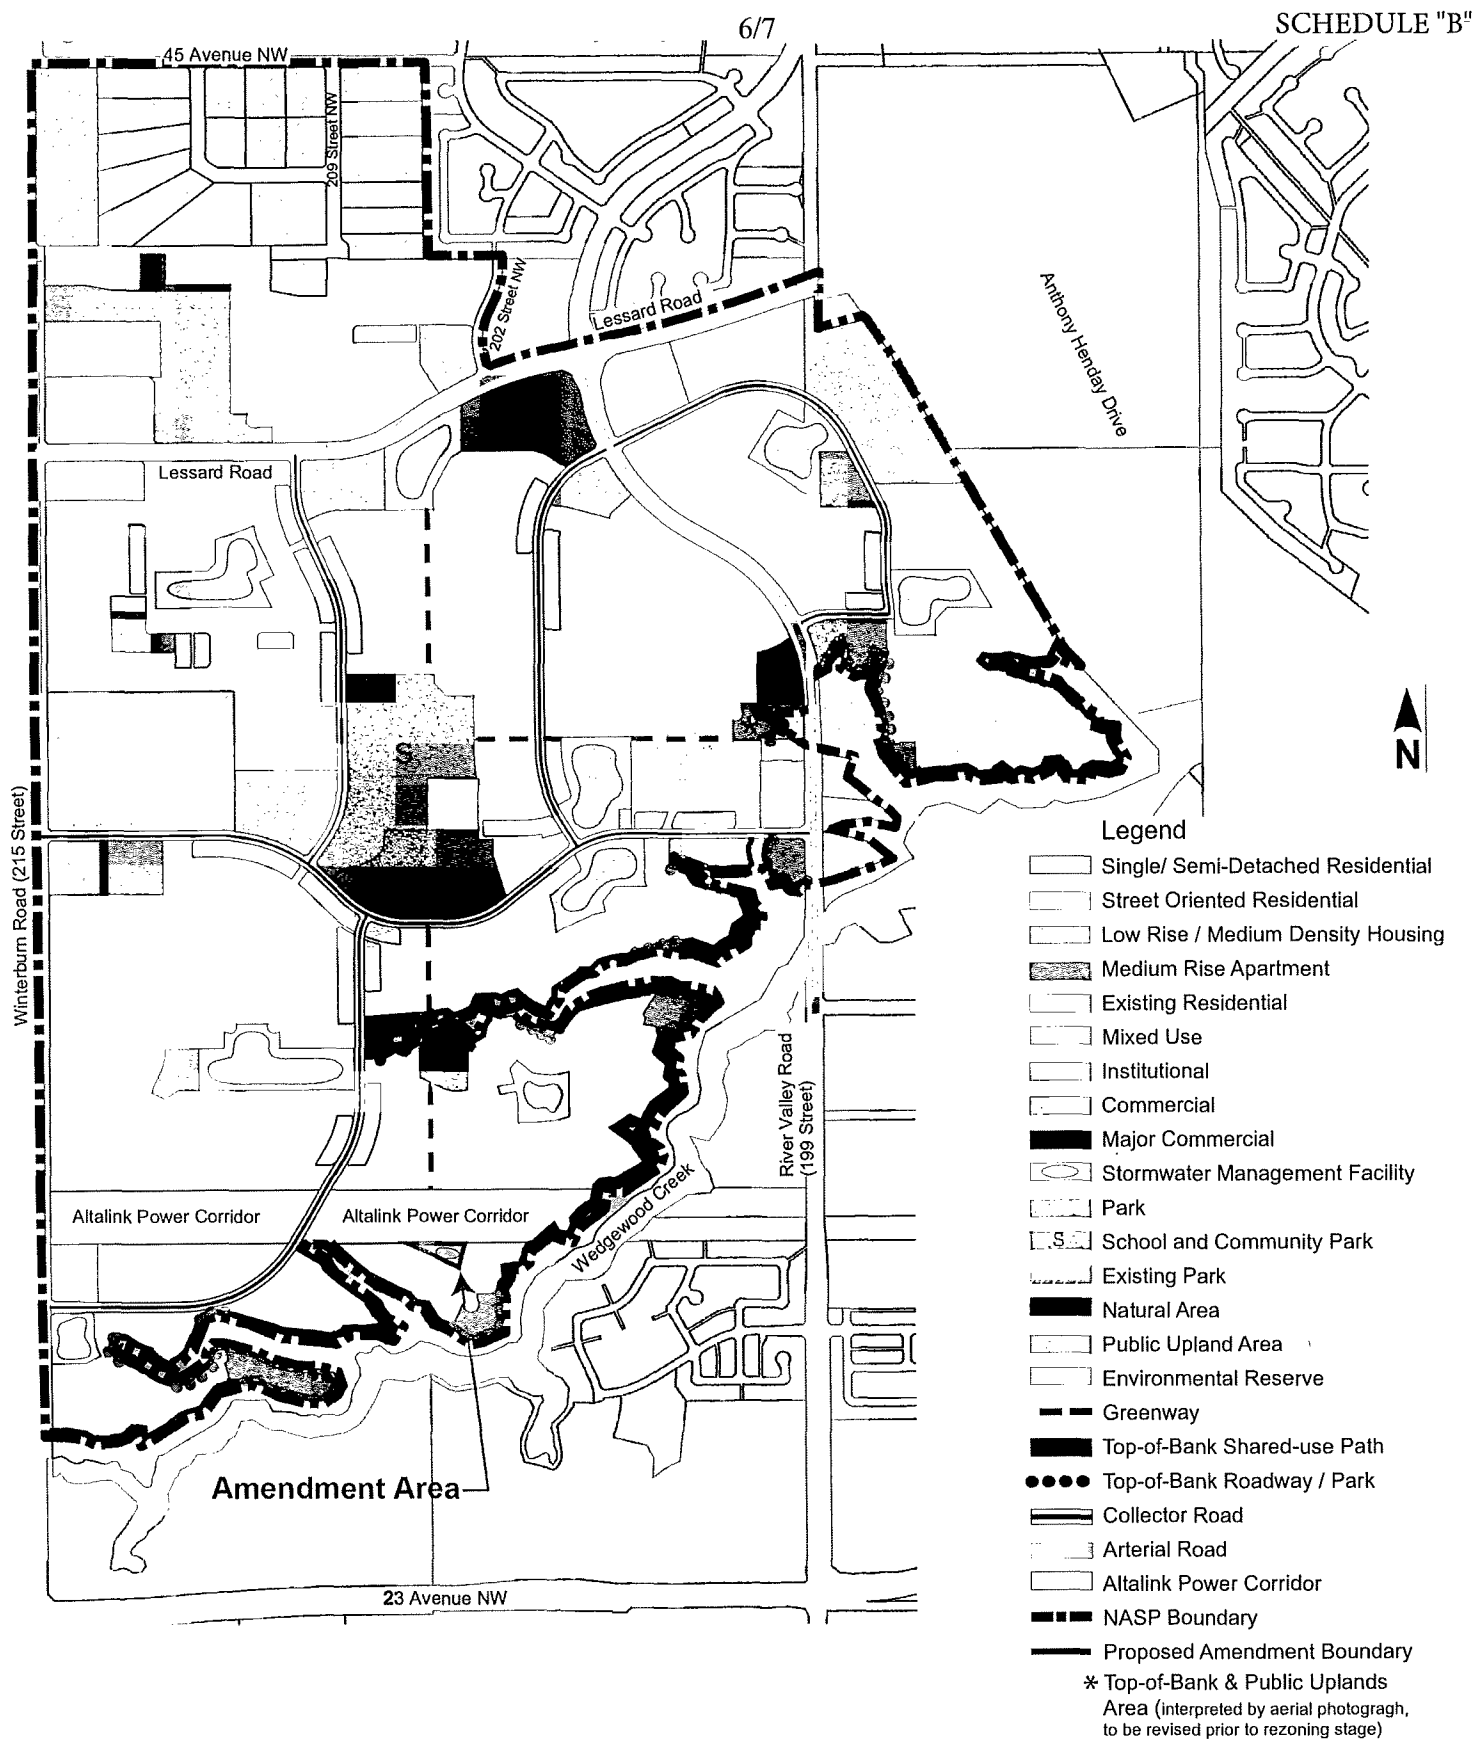 6/7
SCHEDULE "B"
45 Avenue NW
209 Street NW
202 Street NW
Lessard Road
Anthony Henday Drive
Lessard Road
S
Winterburn Road (215 Street)
N
River Valley Road
(199 Street)
Altalink Power Corridor
Altalink Power Corridor
Wedgewood Creek
Amendment Area
23 Avenue NW
Legend
Single/ Semi-Detached Residential
Street Oriented Residential
Low Rise / Medium Density Housing
Medium Rise Apartment
Existing Residential
Mixed Use
Institutional
Commercial
Major Commercial
Stormwater Management Facility
Park
S School and Community Park
Existing Park
Natural Area
Public Upland Area
Environmental Reserve
Greenway
Top-of-Bank Shared-use Path
Top-of-Bank Roadway / Park
Collector Road
Arterial Road
Altalink Power Corridor
NASP Boundary
Proposed Amendment Boundary
* Top-of-Bank & Public Uplands
Area (interpreted by aerial photogragh,
to be revised prior to rezoning stage)